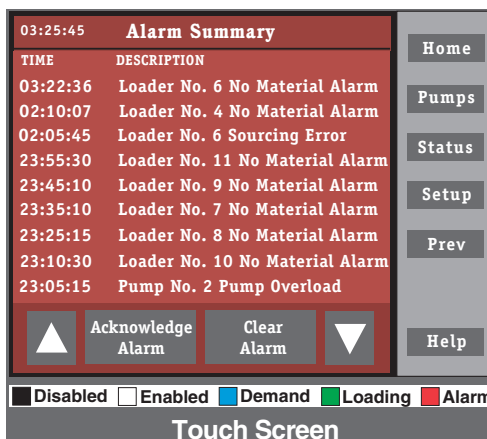 03:25:45 Alarm Summary
TIME DESCRIPTION
03:22:36 Loader No. 6 No Material Alarm
02:10:07 Loader No. 4 No Material Alarm
02:05:45 Loader No. 6 Sourcing Error
23:55:30 Loader No. 11 No Material Alarm
23:45:10 Loader No. 9 No Material Alarm
23:35:10 Loader No. 7 No Material Alarm
23:25:15 Loader No. 8 No Material Alarm
23:10:30 Loader No. 10 No Material Alarm
23:05:15 Pump No. 2 Pump Overload
Acknowledge
Alarm
Clear
Alarm
Home
Pumps
Status
Setup
Prev
Help
Disabled Enabled Demand Loading Alarm
Touch Screen